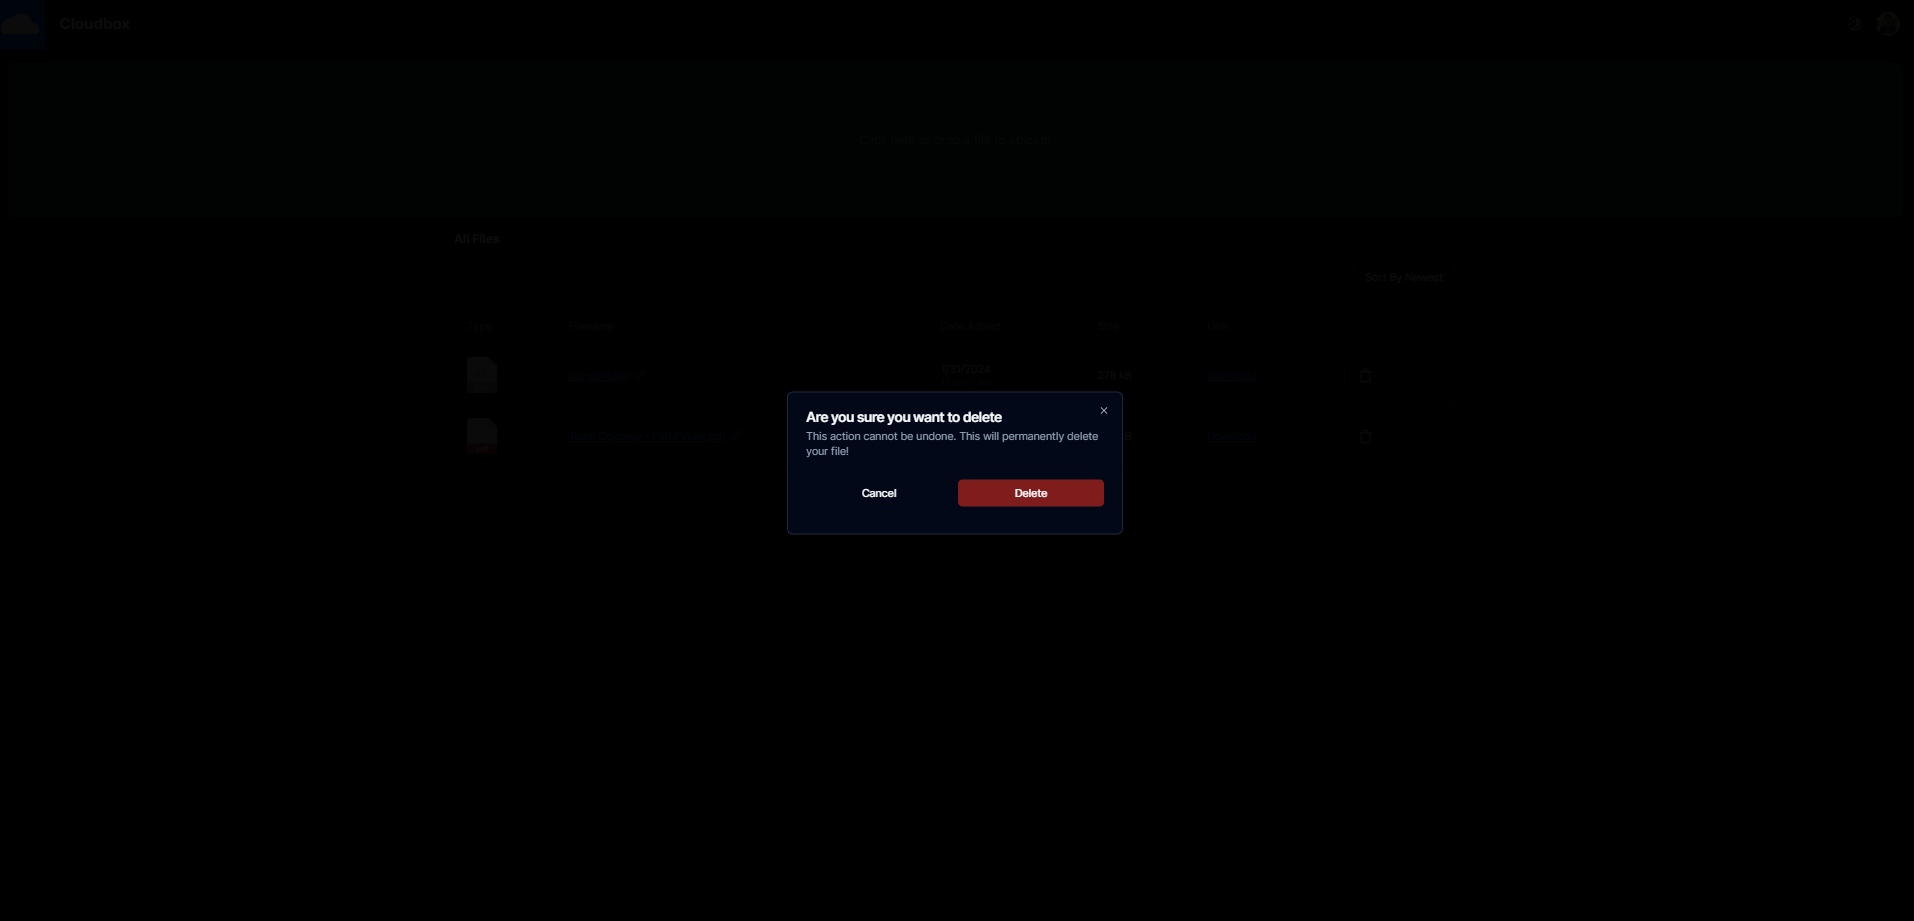 Cloudbox
Click here or drop a file to upload!
All Files
Sort By Newest
Type Filename Date Added Size Link
1/31/2024
278 kB Download
Download
Are you sure you want to delete
This action cannot be undone. This will permanently delete
your file!
Cancel Delete